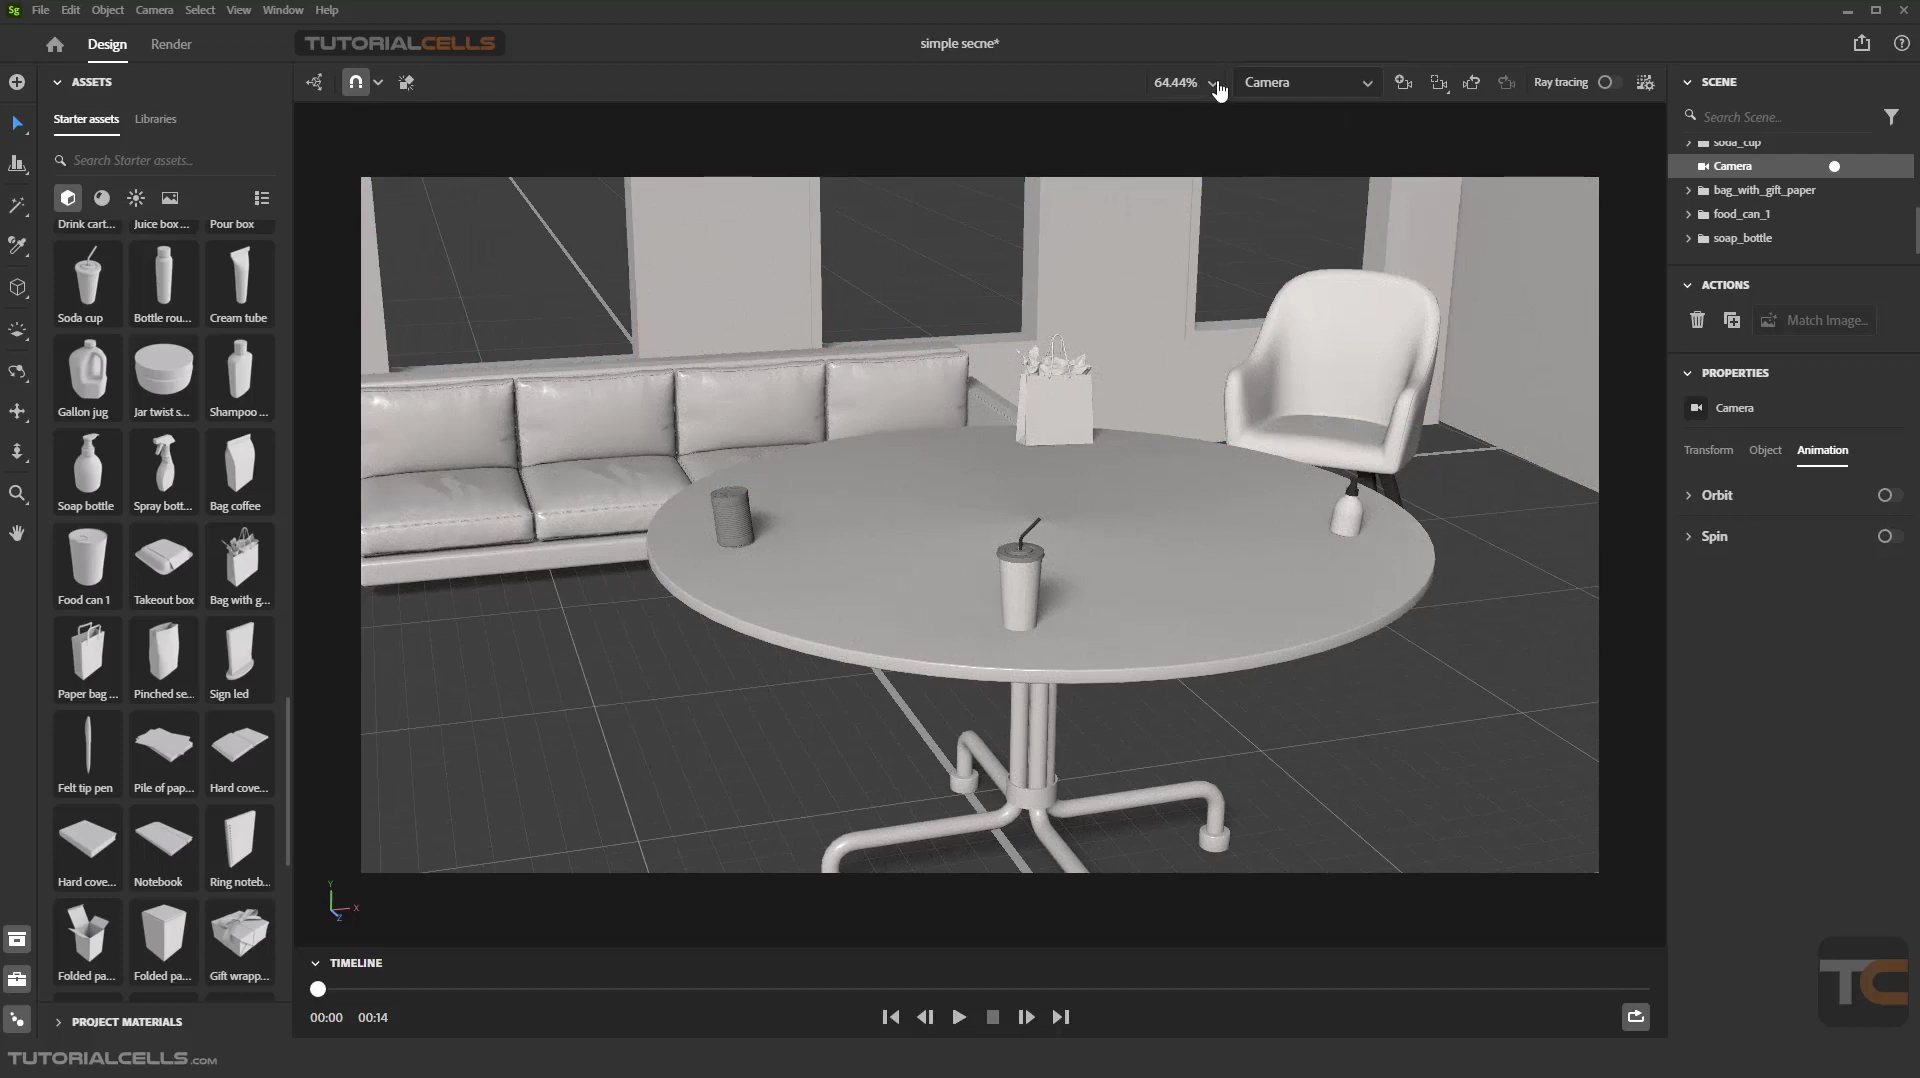 Sg File Edit Object Camera Select View Window Help
Design Render TUTORIALCELLS simple secne*
ASSETS
Starter assets Libraries
Search Starter assets...
Drink cart... Juice box ... Pour box
Soda cup Bottle rou... Cream tube
Gallon jug Jar twist s... Shampoo ...
Soap bottle Spray bott... Bag coffee
Food can 1 Takeout box Bag with g...
Paper bag ... Pinched se... Sign led
Felt tip pen Pile of pap... Hard cove...
Hard cove... Notebook Ring noteb...
Folded pa... Folded pa... Gift wrapp...
PROJECT MATERIALS
64.44% Camera Ray tracing
Y
X
Z
TIMELINE
00:00 00:14
SCENE
Search Scene...
soda_cup
Camera
bag_with_gift_paper
food_can_1
soap_bottle
ACTIONS
Match Image...
PROPERTIES
Camera
Transform Object Animation
Orbit
Spin
TC
TUTORIALCELLS.COM